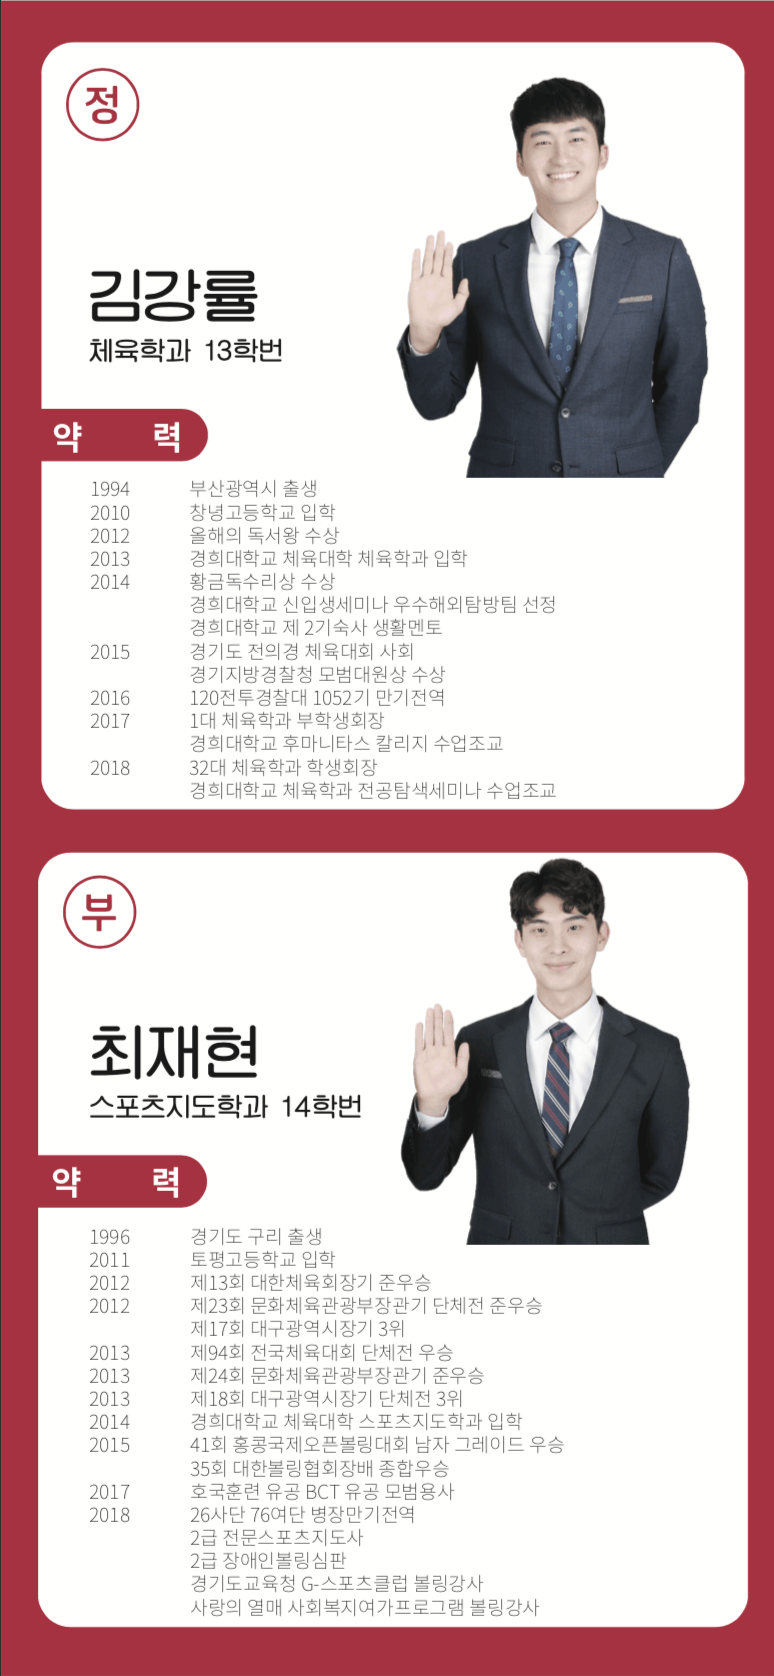 정
김강률
체육학과 13학번
약 력
1994 부산광역시 출생
2010 창녕고등학교 입학
2012 올해의 독서왕 수상
2013 경희대학교 체육대학 체육학과 입학
2014 황금독수리상 수상
경희대학교 신입생세미나 우수해외탐방팀 선정
경희대학교 제 2기숙사 생활멘토
2015 경기도 전의경 체육대회 사회
경기지방경찰청 모범대원상 수상
2016 120전투경찰대 1052기 만기전역
2017 1대 체육학과 부학생회장
경희대학교 후마니타스 칼리지 수업조교
2018 32대 체육학과 학생회장
경희대학교 체육학과 전공탐색세미나 수업조교
부
최재현
스포츠지도학과 14학번
약 력
1996 경기도 구리 출생
2011 토평고등학교 입학
2012 제13회 대한체육회장기 준우승
2012 제23회 문화체육관광부장관기 단체전 준우승
제17회 대구광역시장기 3위
2013 제94회 전국체육대회 단체전 우승
2013 제24회 문화체육관광부장관기 준우승
2013 제18회 대구광역시장기 단체전 3위
2014 경희대학교 체육대학 스포츠지도학과 입학
2015 41회 홍콩국제오픈볼링대회 남자 그레이드 우승
35회 대한볼링협회장배 종합우승
2017 호국훈련 유공 BCT 유공 모범용사
2018 26사단 76여단 병장만기전역
2급 전문스포츠지도사
2급 장애인볼링심판
경기도교육청 G-스포츠클럽 볼링강사
사랑의 열매 사회복지여가프로그램 볼링강사